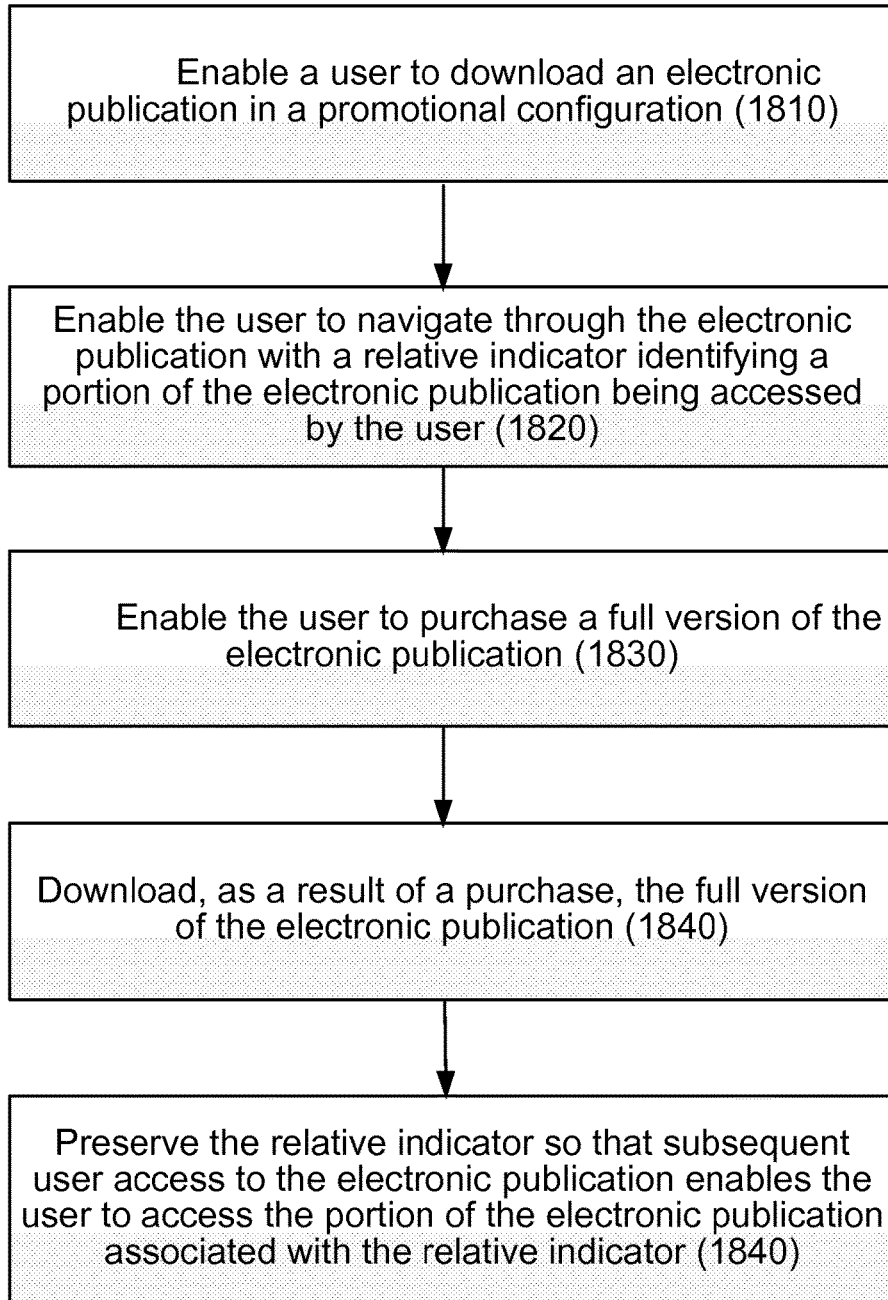 Enable a user to download an electronic
publication in a promotional configuration (1810)
Enable the user to navigate through the electronic
publication with a relative indicator identifying a
portion of the electronic publication being accessed
by the user (1820)
Enable the user to purchase a full version of the
electronic publication (1830)
Download, as a result of a purchase, the full version
of the electronic publication (1840)
Preserve the relative indicator so that subsequent
user access to the electronic publication enables the
user to access the portion of the electronic publication
associated with the relative indicator (1840)